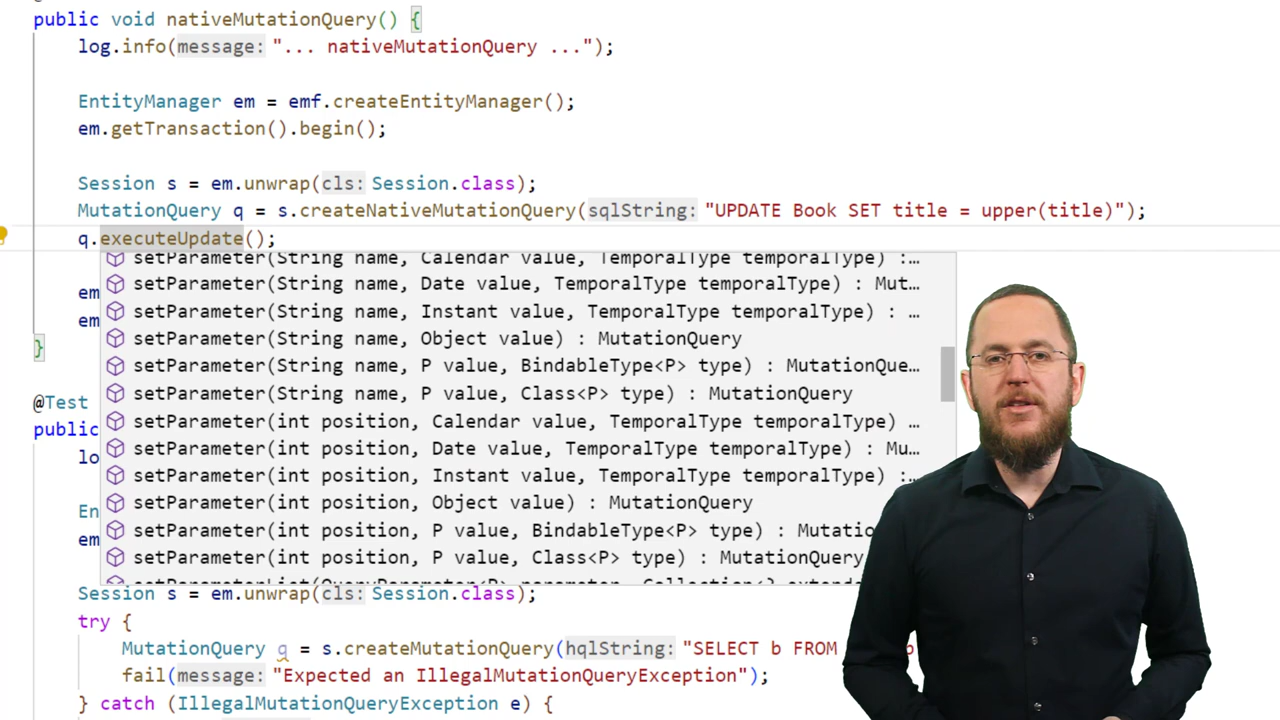 public void nativeMutationQuery() {
log.info(message: "... nativeMutationQuery ...");
EntityManager em = emf.createEntityManager();
em.getTransaction().begin();
Session s = em.unwrap(cls: Session.class);
MutationQuery q = s.createNativeMutationQuery(sqlString: "UPDATE Book SET title = upper(title)");
q.executeUpdate();
setParameter(String name, Calendar value, TemporalType temporalType) :…
setParameter(String name, Date value, TemporalType temporalType) : Mut…
em
setParameter(String name, Instant value, TemporalType temporalType) : …
em
setParameter(String name, Object value) : MutationQuery
}
setParameter(String name, P value, BindableType<P> type) : MutationQue…
setParameter(String name, P value, Class<P> type) : MutationQuery
@Test
setParameter(int position, Calendar value, TemporalType temporalType) …
public
setParameter(int position, Date value, TemporalType temporalType) : Mu…
lo
setParameter(int position, Instant value, TemporalType temporalType) :…
setParameter(int position, Object value) : MutationQuery
En
setParameter(int position, P value, BindableType<P> type) : Mutatio
em
setParameter(int position, P value, Class<P> type) : MutationQuery
Session s = em.unwrap(cls: Session.class);
try {
MutationQuery q = s.createMutationQuery(hqlString: "SELECT b FROM
fail(message: "Expected an IllegalMutationQueryException");
} catch (IllegalMutationQueryException e) {